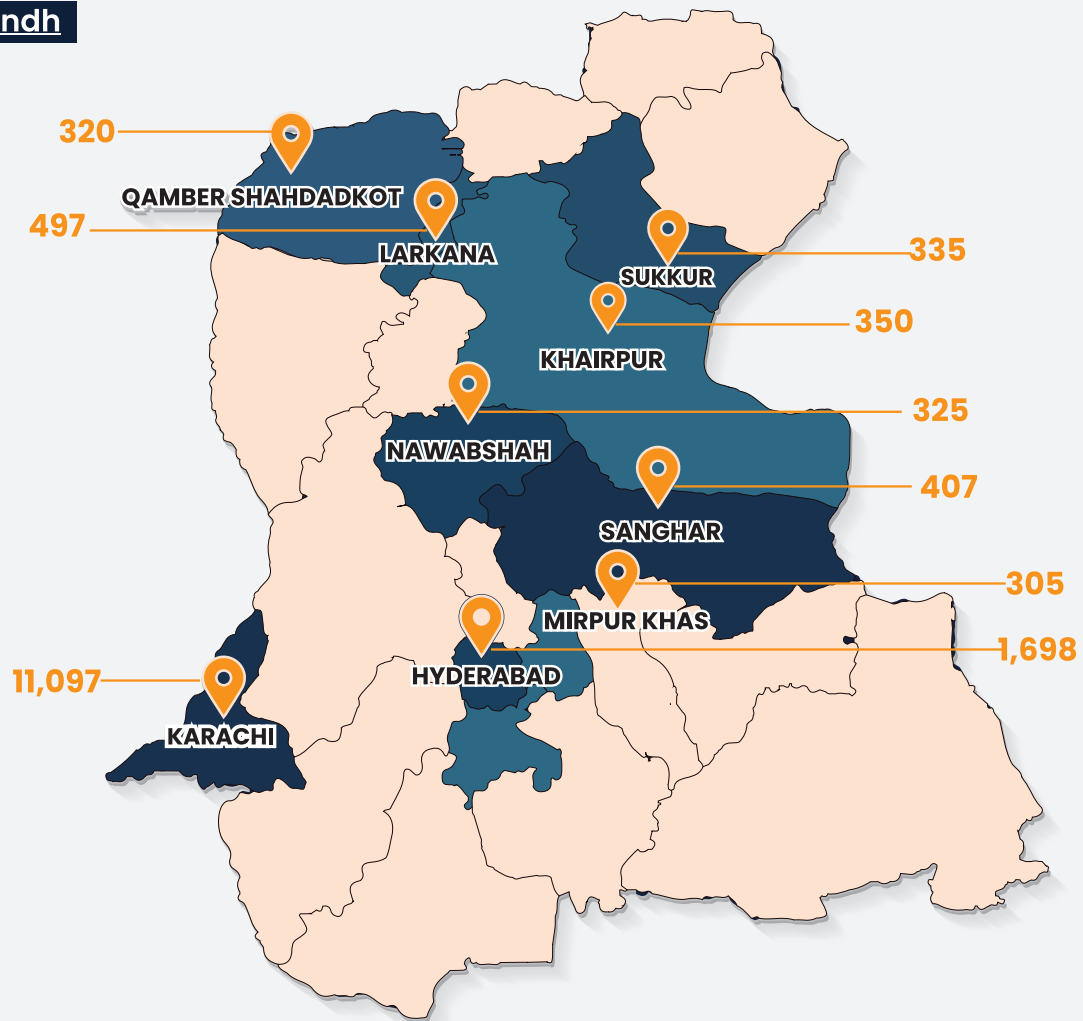 ndh
320
QAMBER SHAHDADKOT
497
LARKANA
335
SUKKUR
350
KHAIRPUR
325
NAWABSHAH
407
SANGHAR
305
MIRPUR KHAS
1,698
HYDERABAD
11,097
KARACHI